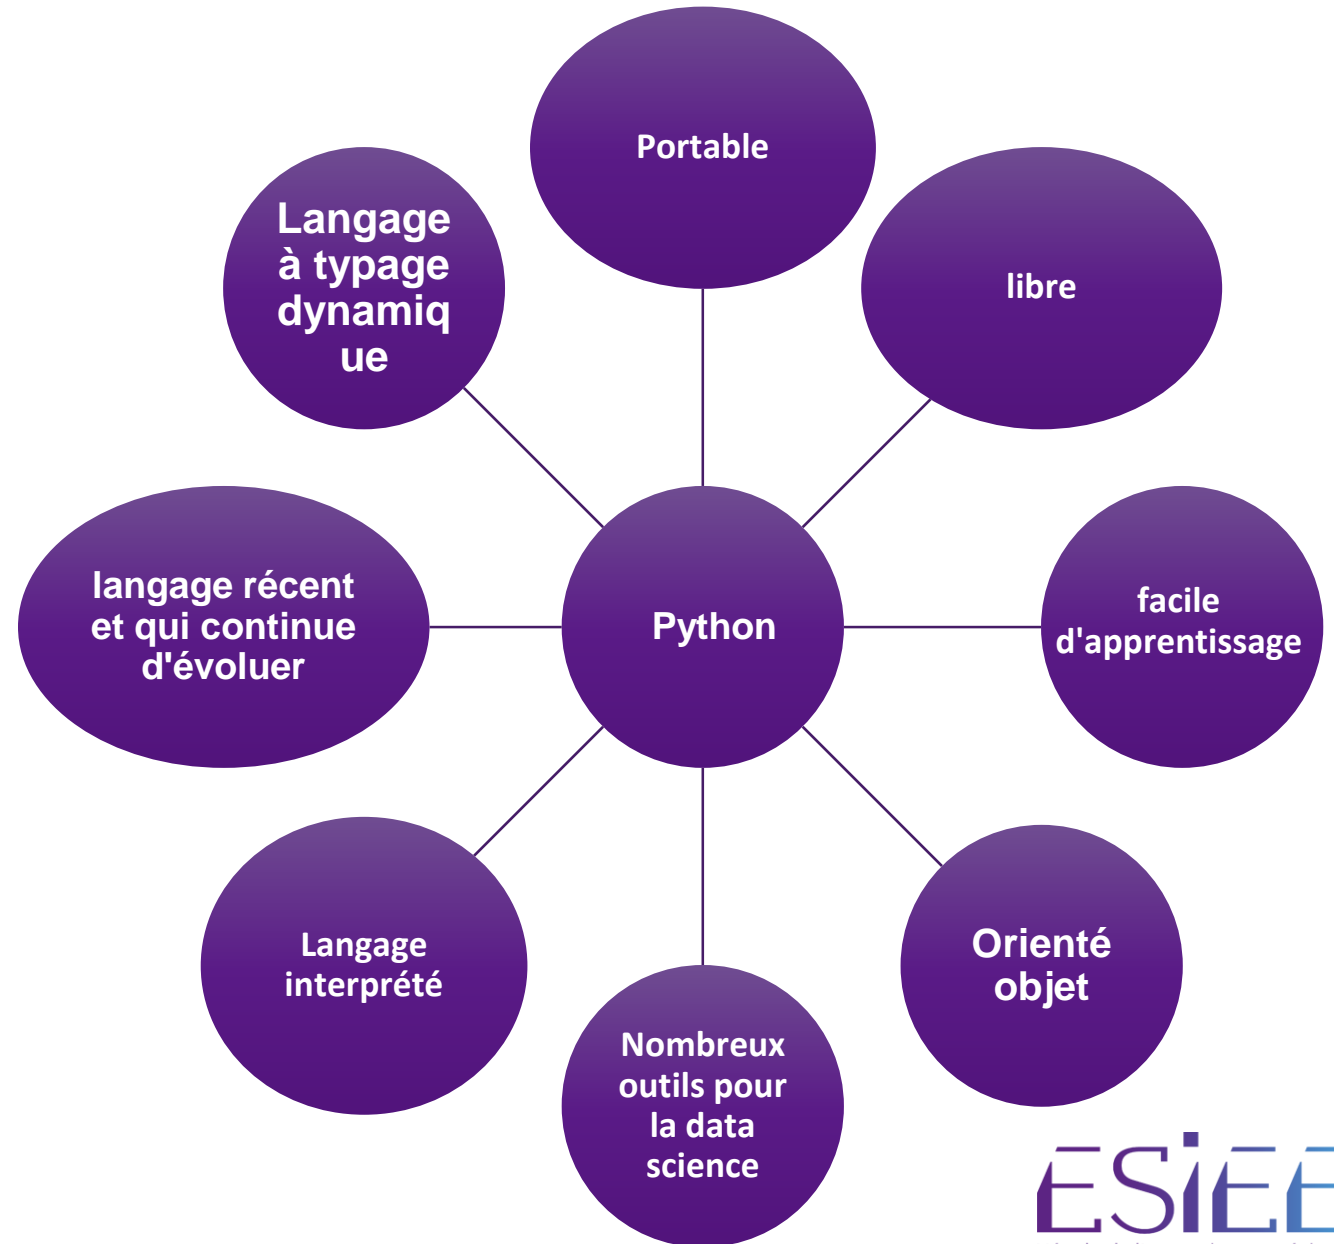 Portable
Langage
à typage
dynamiq
ue
libre
langage récent
et qui continue
d'évoluer
Python
facile
d'apprentissage
Langage
interprété
Orienté
objet
Nombreux
outils pour
la data
science
ESIEE